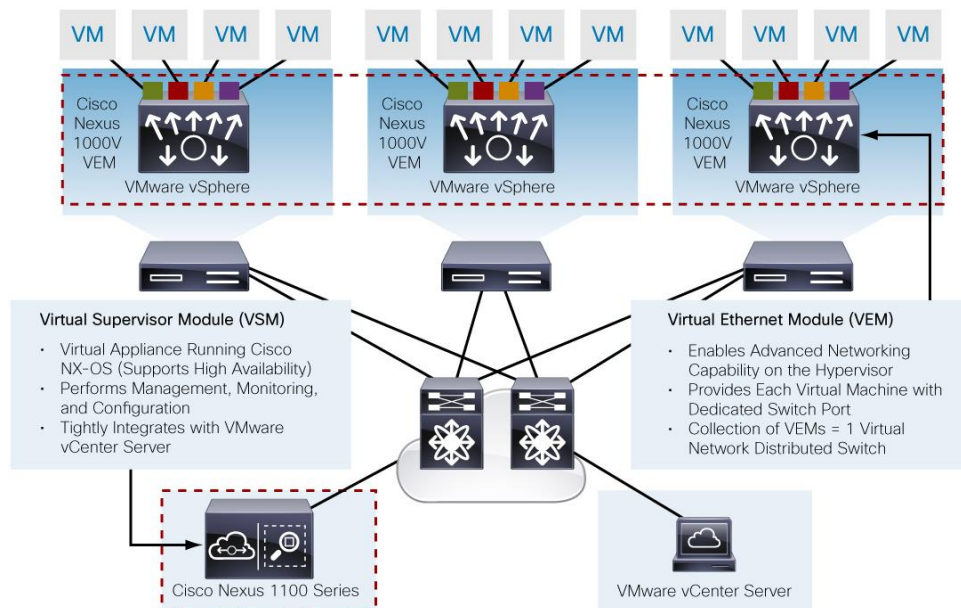 VM VM VM VM VM VM VM VM VM VM VM VM
Cisco
Nexus
1000V
VEM
VMware vSphere
Cisco
Nexus
1000V
VEM
VMware vSphere
Cisco
Nexus
1000V
VEM
VMware vSphere
Virtual Supervisor Module (VSM)
• Virtual Appliance Running Cisco
NX-OS (Supports High Availability)
• Performs Management, Monitoring,
and Configuration
• Tightly Integrates with VMware
vCenter Server
Virtual Ethernet Module (VEM)
• Enables Advanced Networking
Capability on the Hypervisor
• Provides Each Virtual Machine with
Dedicated Switch Port
• Collection of VEMs = 1 Virtual
Network Distributed Switch
Cisco Nexus 1100 Series
VMware vCenter Server